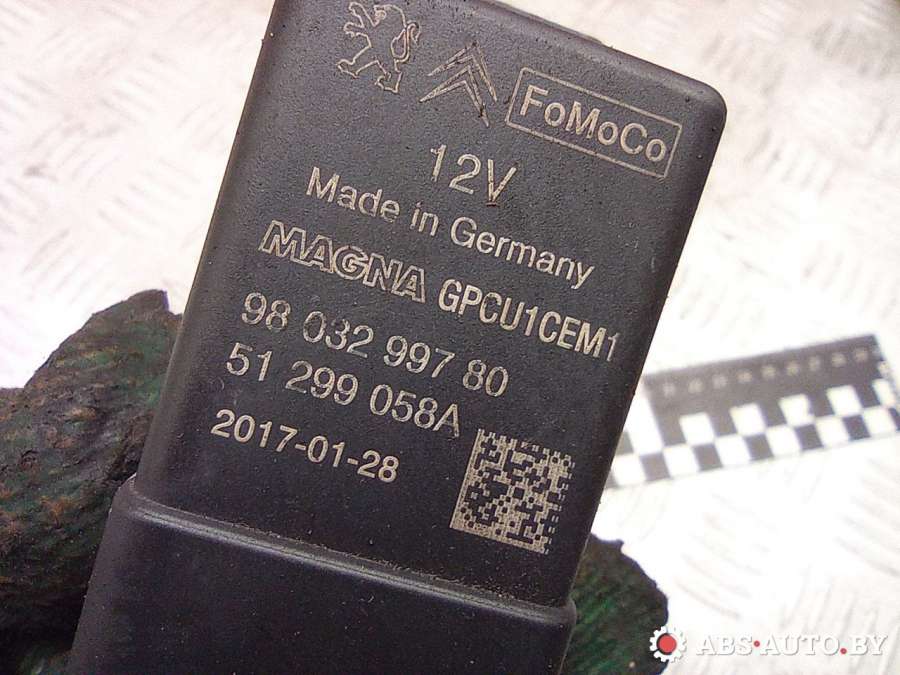 FoMoCo
12V
Made in Germany
MAGNA GPCU1CEM1
98 032 997 80
51 299 058A
2017-01-28
ABS-AUTO.BY